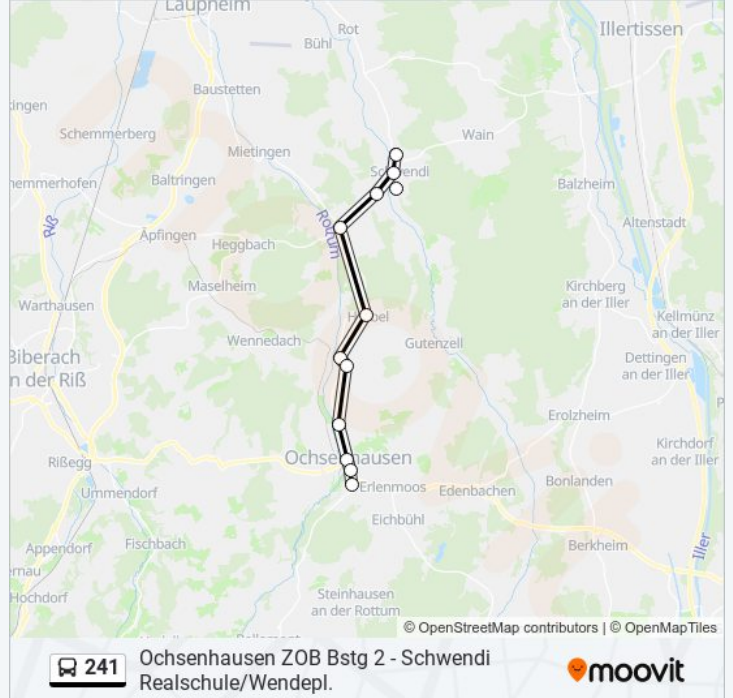 Laupheim
Rot
Bühl
Illertissen
Baustetten
ingen
Schemmerberg
Mietingen
Wain
Schwendi
hemmerhofen
Baltringen
Balzheim
Riß
Rottum
Altenstadt
Äpfingen
Heggbach
Maselheim
Kirchberg
an der Iller
Warthausen
Kellmünz
an der Iller
Wennedach
Gutenzell
Biberach
n der Riß
Dettingen
an der Iller
Erolzheim
Kirchdorf
an der Iller
Rißegg
Ochsenhausen
Erlenmoos
Edenbachen
Bonlanden
Ummendorf
Eichbühl
Appendorf
Fischbach
Berkheim
Iller
ernau
Hochdorf
Steinhausen
an der Rottum
© OpenStreetMap contributors | © OpenMapTiles
241
Ochsenhausen ZOB Bstg 2 - Schwendi
Realschule/Wendepl.
moovit